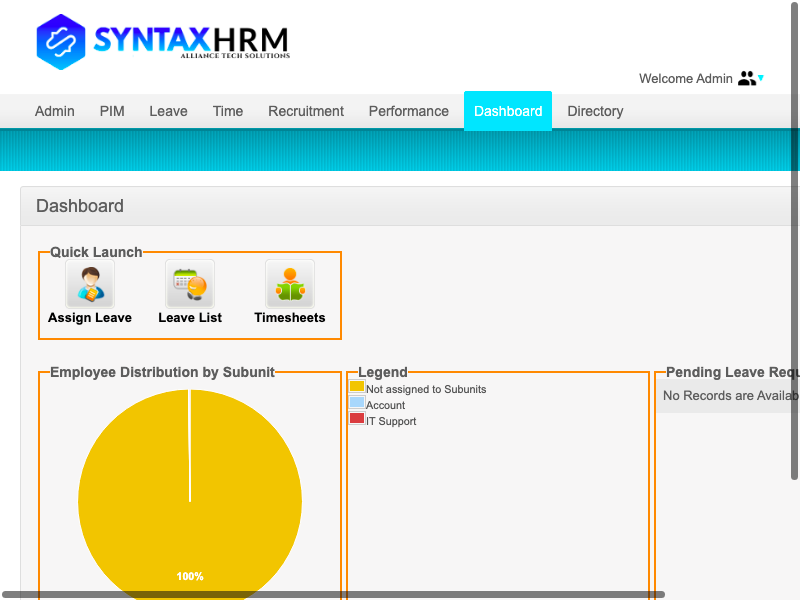 SYNTAXHRM
ALLIANCE TECH SOLUTIONS
Welcome Admin
Admin PIM Leave Time Recruitment Performance Dashboard Directory
Dashboard
Quick Launch
Assign Leave Leave List Timesheets
Employee Distribution by Subunit
100%
Legend
Not assigned to Subunits
Account
IT Support
Pending Leave Requ
No Records are Availab